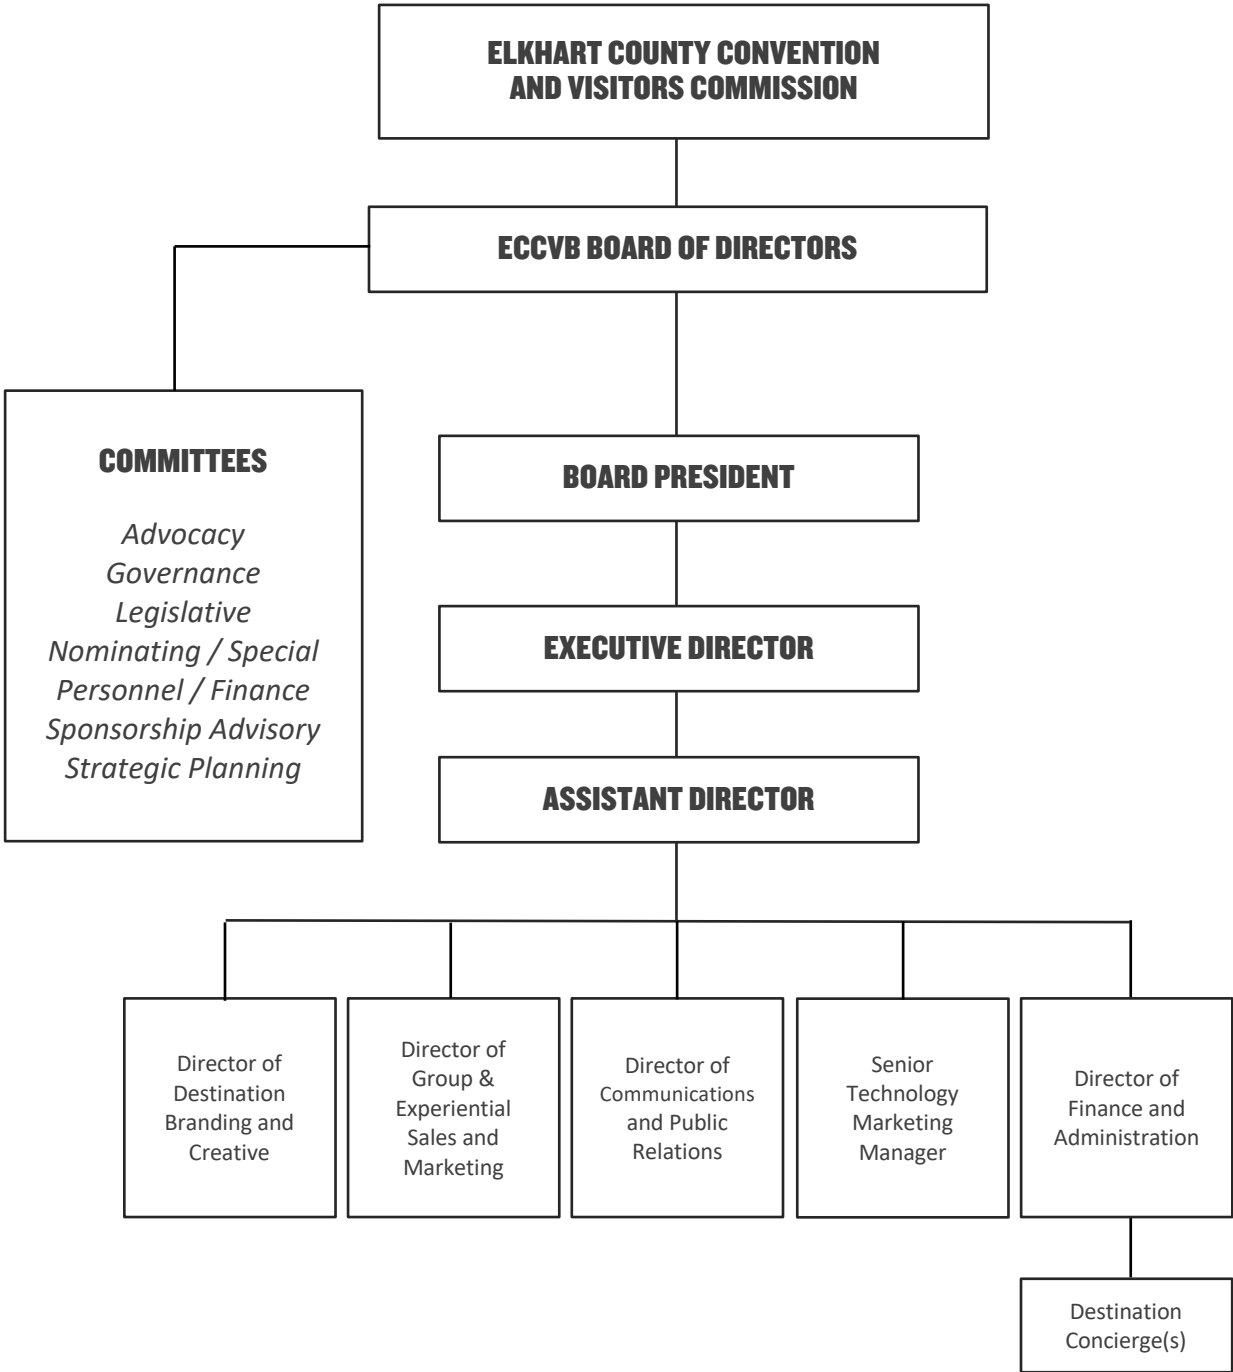 ELKHART COUNTY CONVENTION
AND VISITORS COMMISSION
ECCVB BOARD OF DIRECTORS
COMMITTEES
Advocacy
Governance
Legislative
Nominating / Special
Personnel / Finance
Sponsorship Advisory
Strategic Planning
BOARD PRESIDENT
EXECUTIVE DIRECTOR
ASSISTANT DIRECTOR
Director of
Destination
Branding and
Creative
Director of
Group &
Experiential
Sales and
Marketing
Director of
Communications
and Public
Relations
Senior
Technology
Marketing
Manager
Director of
Finance and
Administration
Destination
Concierge(s)